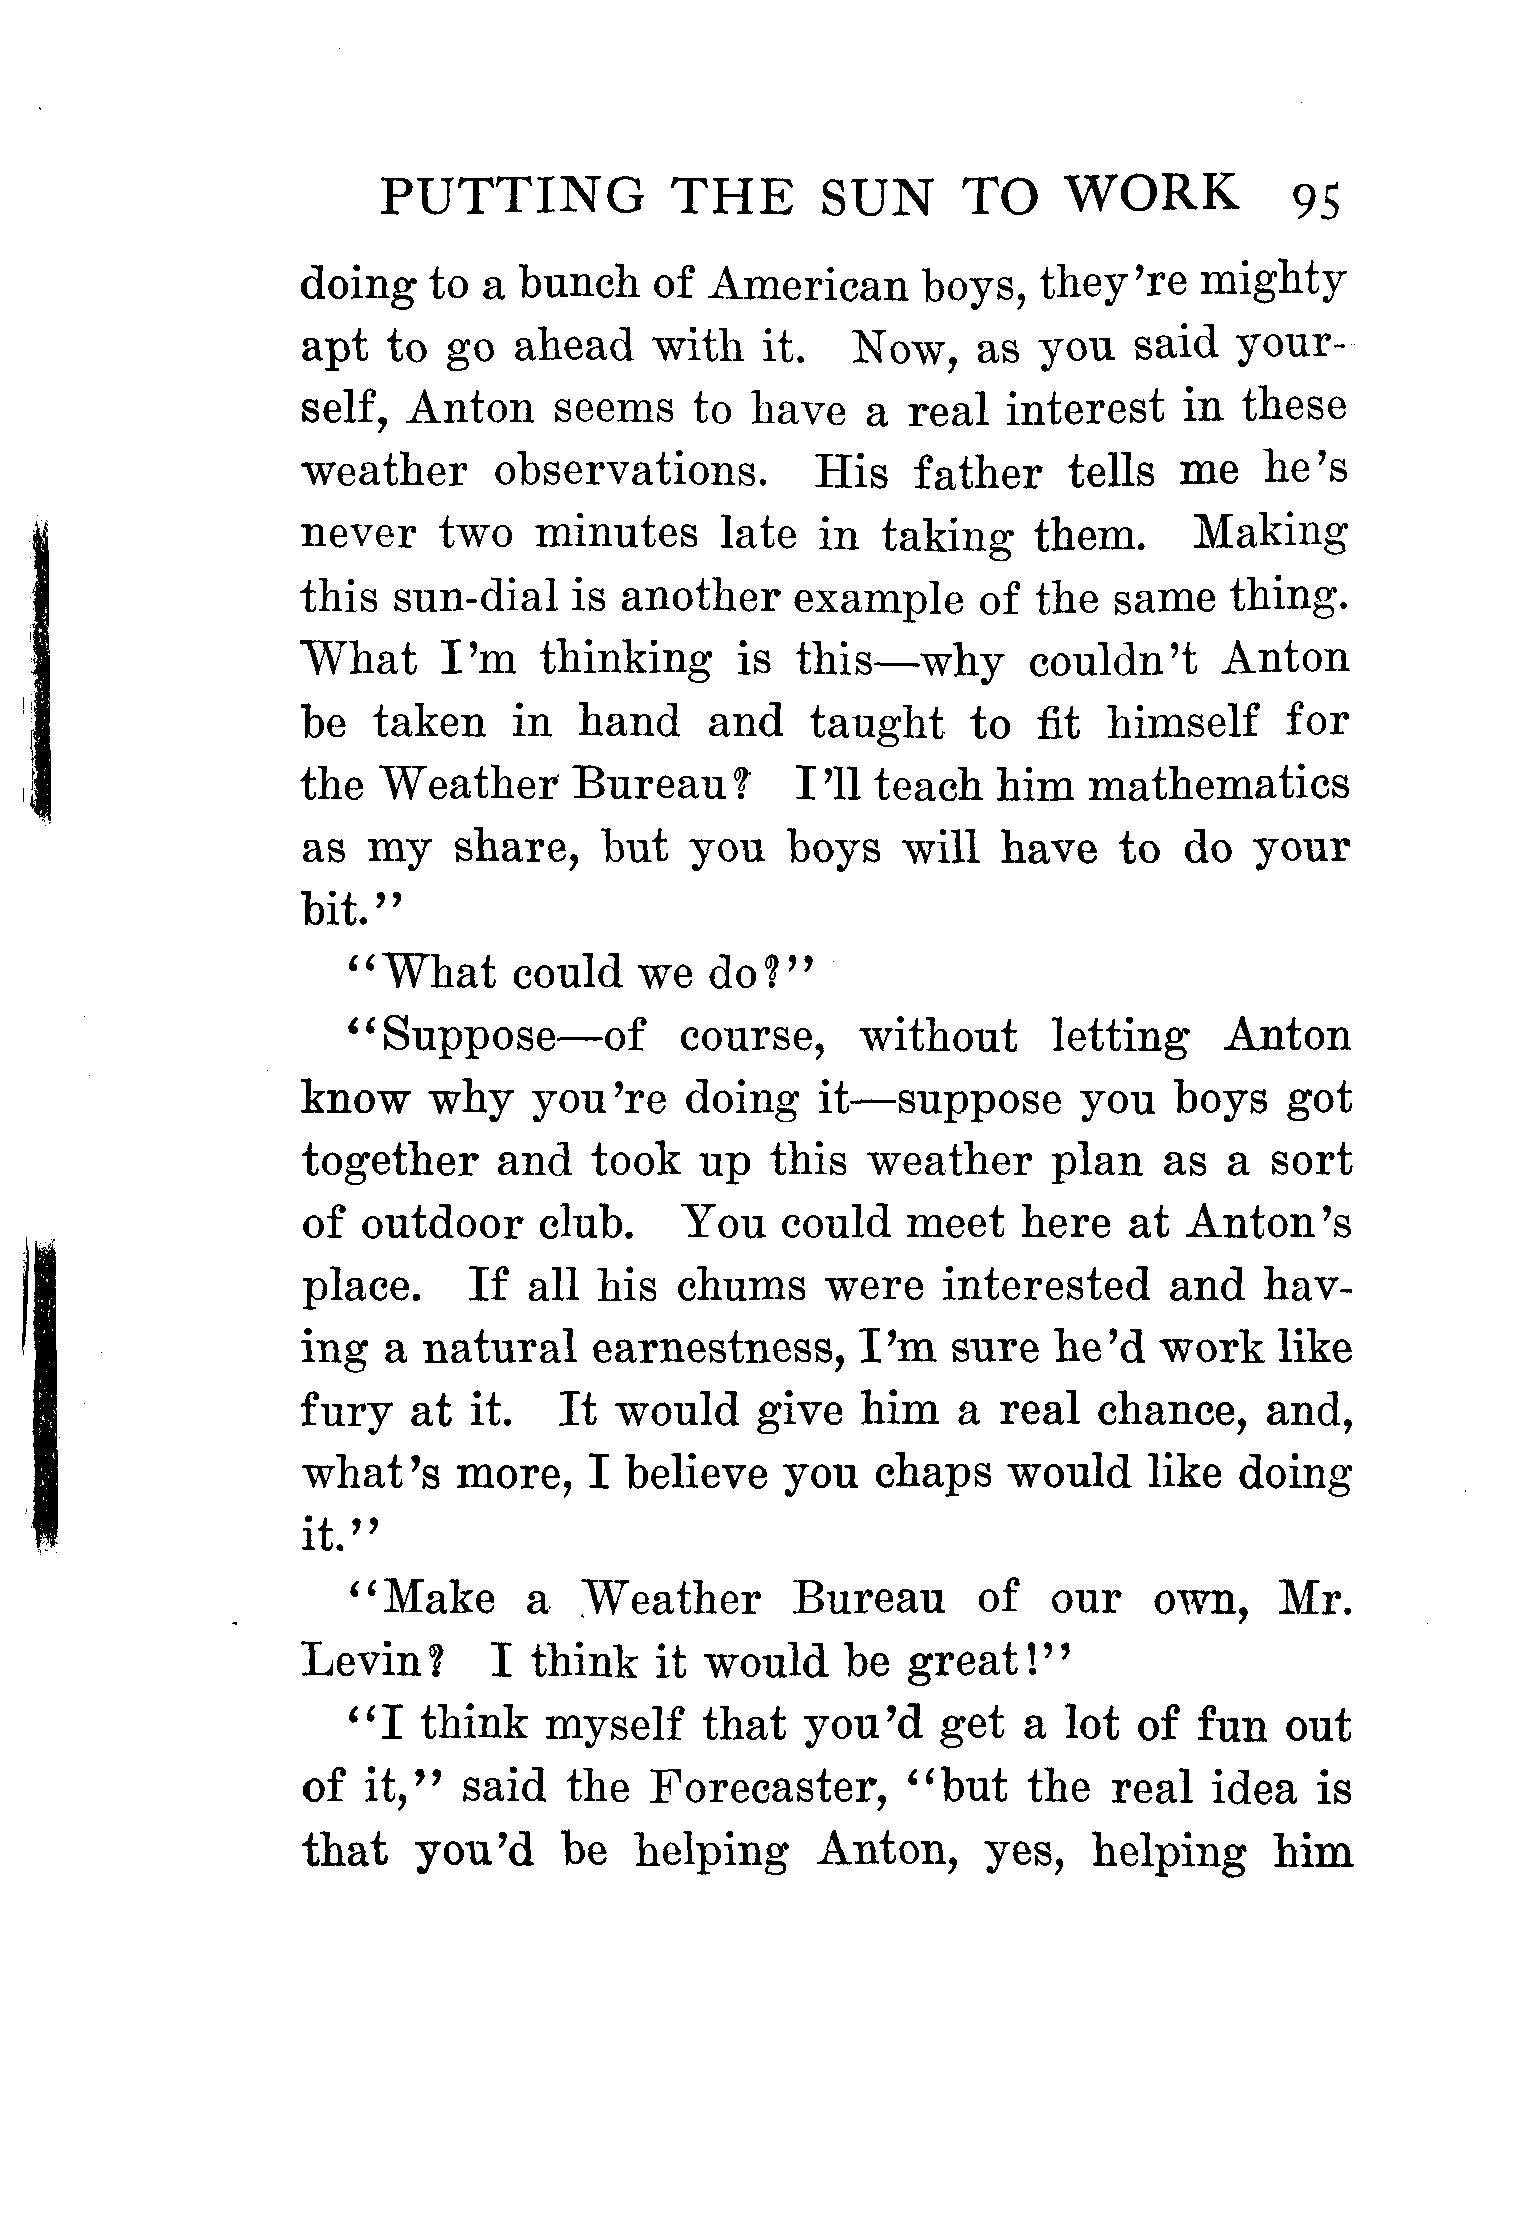 PUTTING THE SUN TO WORK 95
doing to a bunch of American boys, they're mighty
apt to go ahead with it. Now, as you said your-
self, Anton seems to have a real interest in these
weather observations. His father tells me he's
never two minutes late in taking them. Making
this sun-dial is another example of the same thing.
What I'm thinking is this—why couldn't Anton
be taken in hand and taught to fit himself for
the Weather Bureau? I'll teach him mathematics
as my share, but you boys will have to do your
bit."
"What could we do?"
"Suppose—of course, without letting Anton
know why you're doing it—suppose you boys got
together and took up this weather plan as a sort
of outdoor club. You could meet here at Anton's
place. If all his chums were interested and hav-
ing a natural earnestness, I'm sure he'd work like
fury at it. It would give him a real chance, and,
what's more, I believe you chaps would like doing
it."
"Make a Weather Bureau of our own, Mr.
Levin? I think it would be great!"
"I think myself that you'd get a lot of fun out
of it," said the Forecaster, "but the real idea is
that you'd be helping Anton, yes, helping him